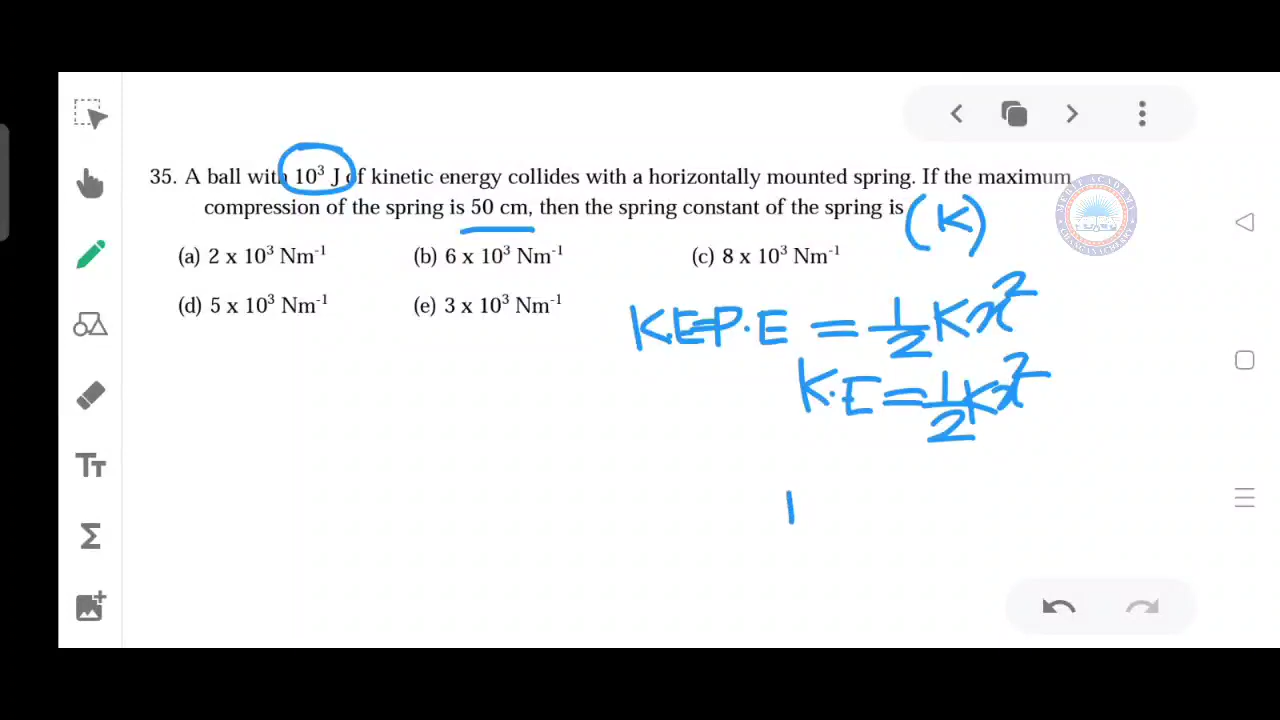 35. A ball with 10³ J of kinetic energy collides with a horizontally mounted spring. If the maximum
compression of the spring is 50 cm, then the spring constant of the spring is (K)
(a) 2 x 10³ Nm⁻¹ (b) 6 x 10³ Nm⁻¹ (c) 8 x 10³ Nm⁻¹
(d) 5 x 10³ Nm⁻¹ (e) 3 x 10³ Nm⁻¹
K.E=P.E = 1/2 Kx²
K.E = 1/2 Kx²
Tт
Σ